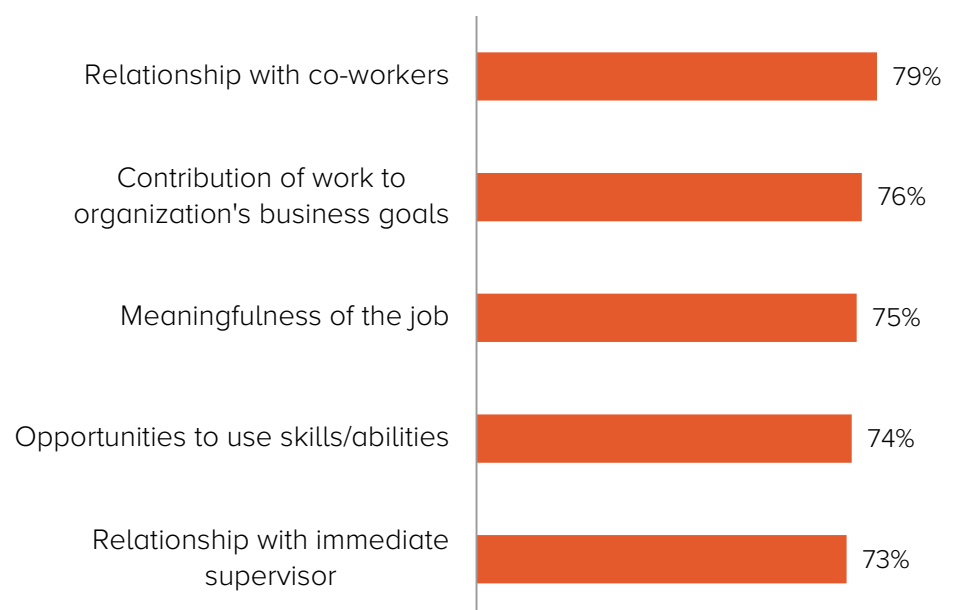 Relationship with co-workers
79%
Contribution of work to
organization's business goals
76%
Meaningfulness of the job
75%
Opportunities to use skills/abilities
74%
Relationship with immediate
supervisor
73%